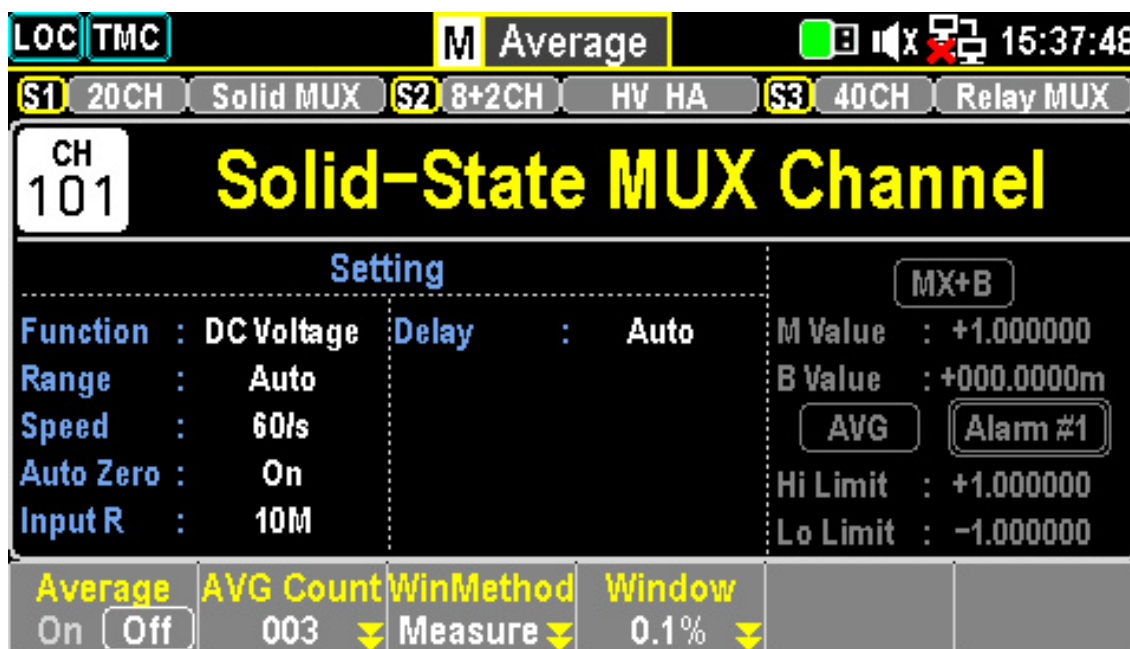 LOC TMC M Average 15:37:48
S1 20CH Solid MUX S2 8+2CH HV HA S3 40CH Relay MUX
CH
101
Solid-State MUX Channel
Setting
MX+B
Function : DC Voltage Delay : Auto M Value : +1.000000
Range : Auto B Value : +000.0000m
Speed : 60/s AVG Alarm #1
Auto Zero : On Hi Limit : +1.000000
Input R : 10M Lo Limit : -1.000000
Average AVG Count WinMethod Window
On Off 003 Measure 0.1%